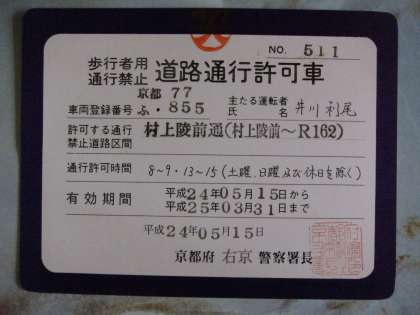 NO. 511
歩行者用
通行禁止 道路通行許可車
京都 77
車両登録番号 ふ・855 主たる運転者氏名 井川 利尾
許可する通行禁止道路区間 村上陵前通(村上陵前～R162)
通行許可時間 8～9・13～15(土曜、日曜及び休日を除く)
有効期間 平成24年05月15日から
平成25年03月31日まで
平成24年05月15日
京都府 右京 警察署長